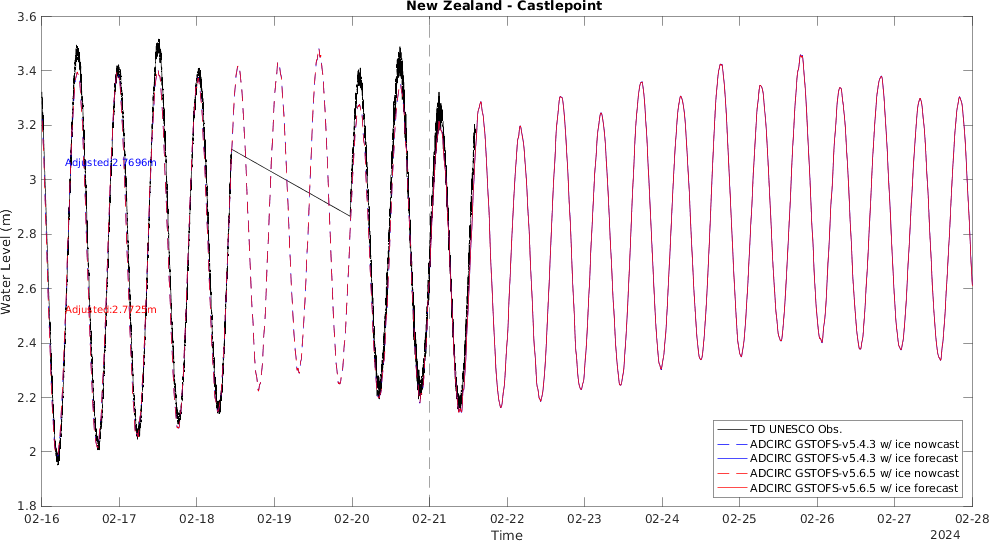 New Zealand - Castlepoint
3.6
3.4
3.2
3
2.8
2.6
2.4
2.2
2
1.8
Water Level (m)
Adjusted:2.7696m
Adjusted:2.7725m
TD UNESCO Obs.
ADCIRC GSTOFS-v5.4.3 w/ ice nowcast
ADCIRC GSTOFS-v5.4.3 w/ ice forecast
ADCIRC GSTOFS-v5.6.5 w/ ice nowcast
ADCIRC GSTOFS-v5.6.5 w/ ice forecast
02-16 02-17 02-18 02-19 02-20 02-21 02-22 02-23 02-24 02-25 02-26 02-27 02-28
Time
2024